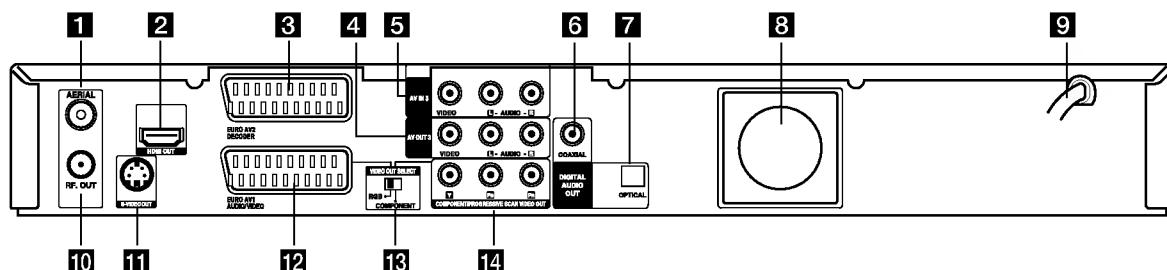 1 2 3 4 5 6 7 8 9
AERIAL
HDMI OUT
RF. OUT
S-VIDEO OUT
EURO AV2
DECODER
EURO AV1
AUDIO/VIDEO
AV IN 3
VIDEO L - AUDIO - R
AV OUT 3
VIDEO L - AUDIO - R
VIDEO OUT SELECT
RGB
COMPONENT
Y PB PR
COMPONENT/PROGRESSIVE SCAN VIDEO OUT
COAXIAL
DIGITAL
AUDIO
OUT
OPTICAL
10 11 12 13 14